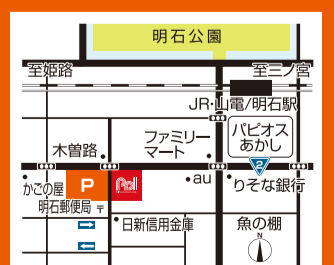 明石公園
至姫路
至三ノ宮
JR・山電/明石駅
ファミリー
マート
パピオス
あかし
木曽路
2
かごの屋
P
au
りそな銀行
明石郵便局
〒
日新信用金庫
魚の棚
N